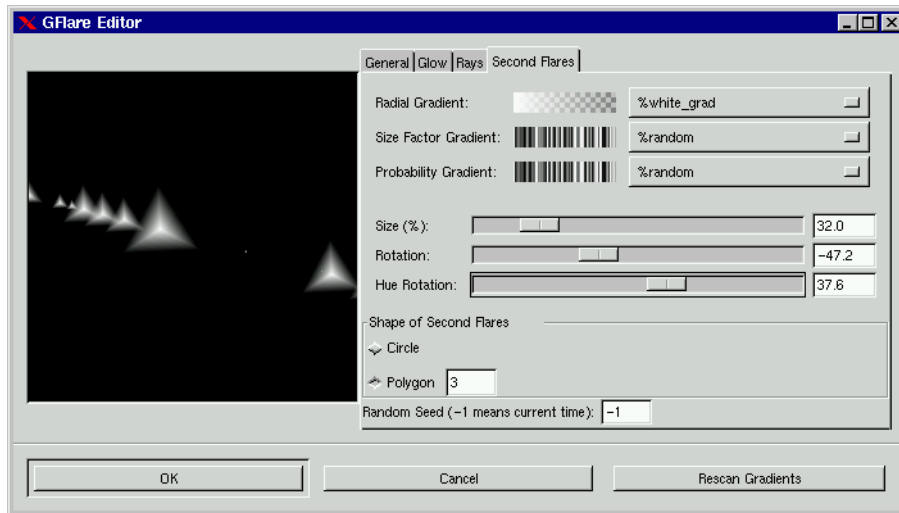 GFlare Editor
General Glow Rays Second Flares
Radial Gradient: %white_grad
Size Factor Gradient: %random
Probability Gradient: %random
Size (%): 32.0
Rotation: -47.2
Hue Rotation: 37.6
Shape of Second Flares
Circle
Polygon 3
Random Seed (-1 means current time): -1
OK Cancel Rescan Gradients